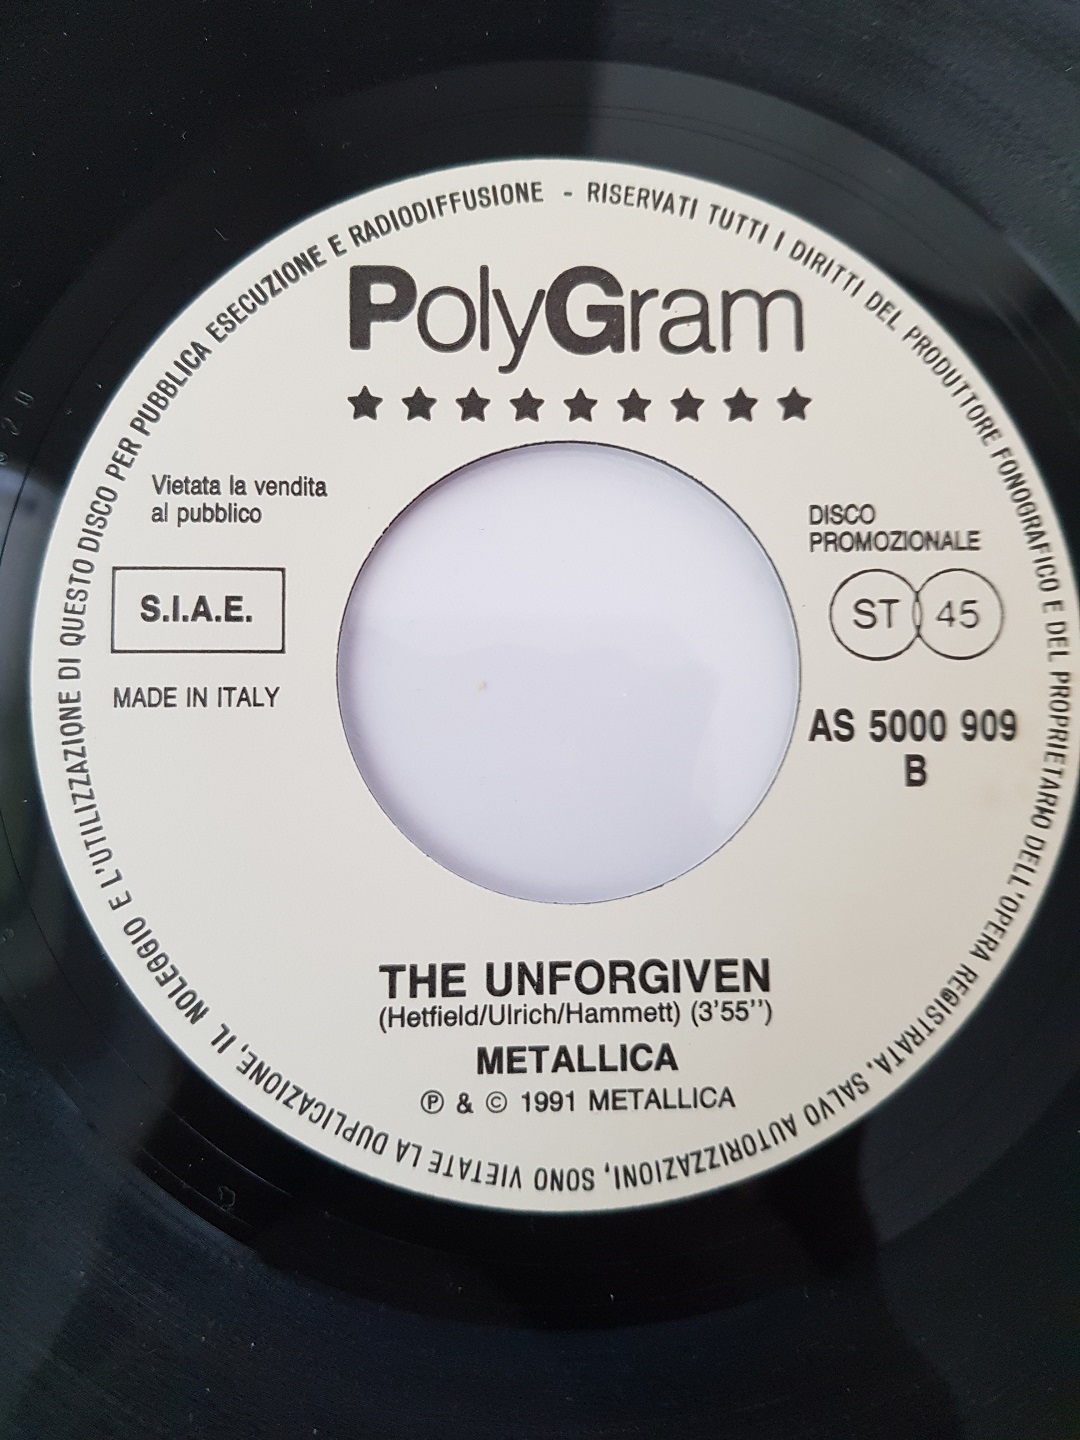 RISERVATI TUTTI I DIRITTI DEL PRODUTTORE FONOGRAFICO E DEL PROPRIETARIO DELL'OPERA REGISTRATA, SALVO AUTORIZZAZIONI, SONO VIETATE LA DUPLICAZIONE, IL NOLEGGIO E L'UTILIZZAZIONE DI QUESTO DISCO PER PUBBLICA ESECUZIONE E RADIODIFFUSIONE -
PolyGram
Vietata la vendita
al pubblico
S.I.A.E.
MADE IN ITALY
DISCO
PROMOZIONALE
ST 45
AS 5000 909
B
THE UNFORGIVEN
(Hetfield/Ulrich/Hammett) (3'55'')
METALLICA
Ⓟ & © 1991 METALLICA